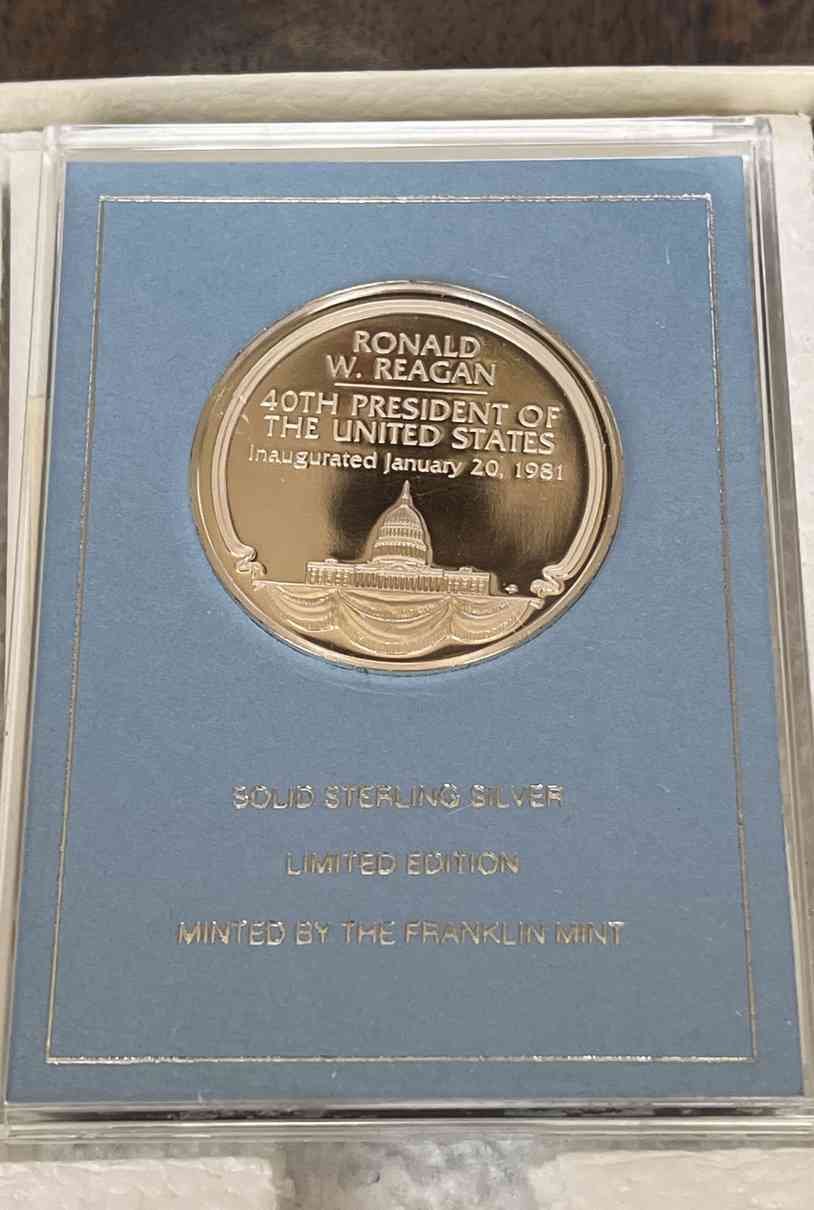 RONALD
W. REAGAN
40TH PRESIDENT OF
THE UNITED STATES
Inaugurated January 20, 1981
SOLID STERLING SILVER
LIMITED EDITION
MINTED BY THE FRANKLIN MINT